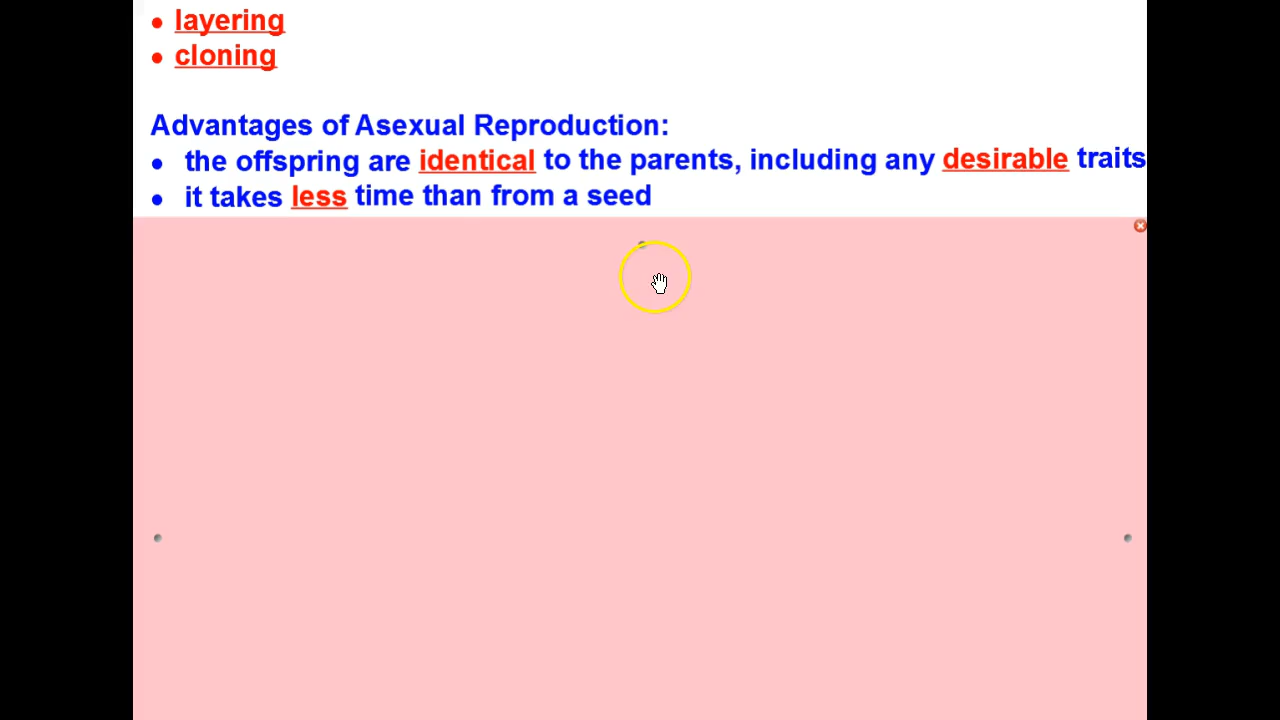 • layering
• cloning
Advantages of Asexual Reproduction:
• the offspring are identical to the parents, including any desirable traits
• it takes less time than from a seed